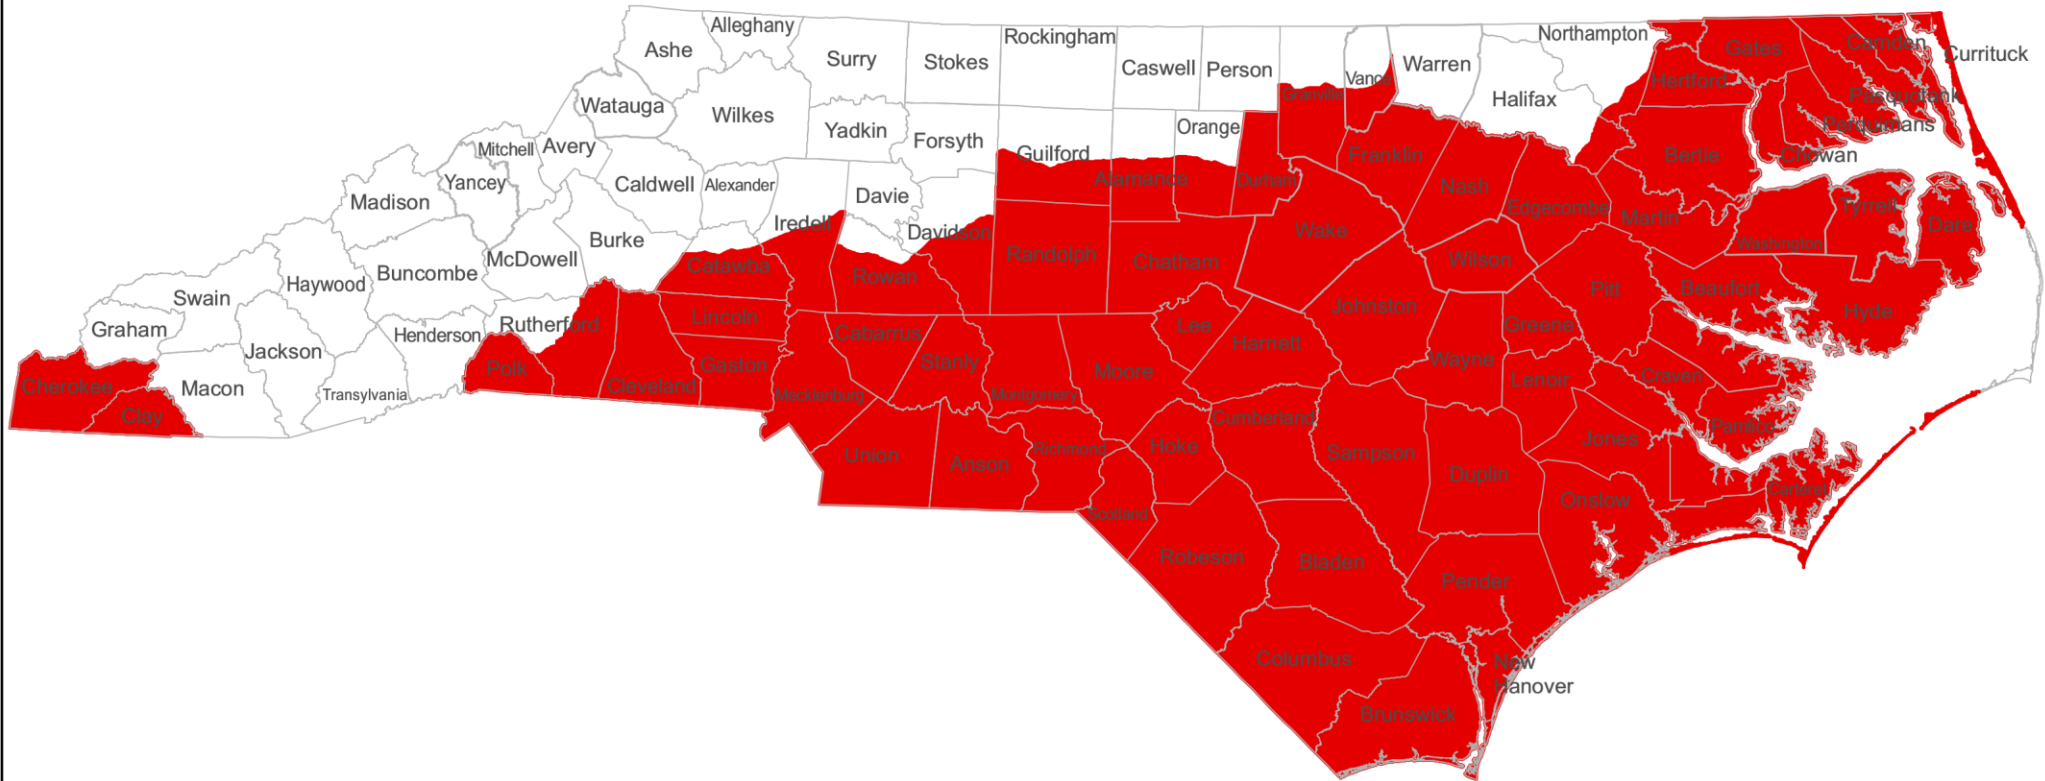 Alleghany
Northampton
Rockingham
Ashe
Surry
Stokes
Caswell
Person
Vance
Warren
Gates
Camden
Currituck
Hertford
Watauga
Wilkes
Granville
Halifax
Pasquotank
Yadkin
Forsyth
Orange
Perquimans
Mitchell
Avery
Guilford
Franklin
Bertie
Chowan
Yancey
Caldwell
Alexander
Davie
Alamance
Durham
Nash
Madison
Iredell
Edgecombe
Martin
Tyrrell
Dare
Burke
Davidson
Wake
Washington
McDowell
Catawba
Rowan
Randolph
Chatham
Wilson
Buncombe
Haywood
Swain
Johnston
Pitt
Beaufort
Hyde
Graham
Henderson
Rutherford
Lincoln
Cabarrus
Lee
Harnett
Greene
Jackson
Polk
Gaston
Stanly
Moore
Wayne
Lenoir
Craven
Cherokee
Macon
Transylvania
Cleveland
Mecklenburg
Montgomery
Clay
Cumberland
Pamlico
Union
Anson
Richmond
Hoke
Sampson
Jones
Duplin
Onslow
Carteret
Scotland
Robeson
Bladen
Pender
Columbus
New
Hanover
Brunswick